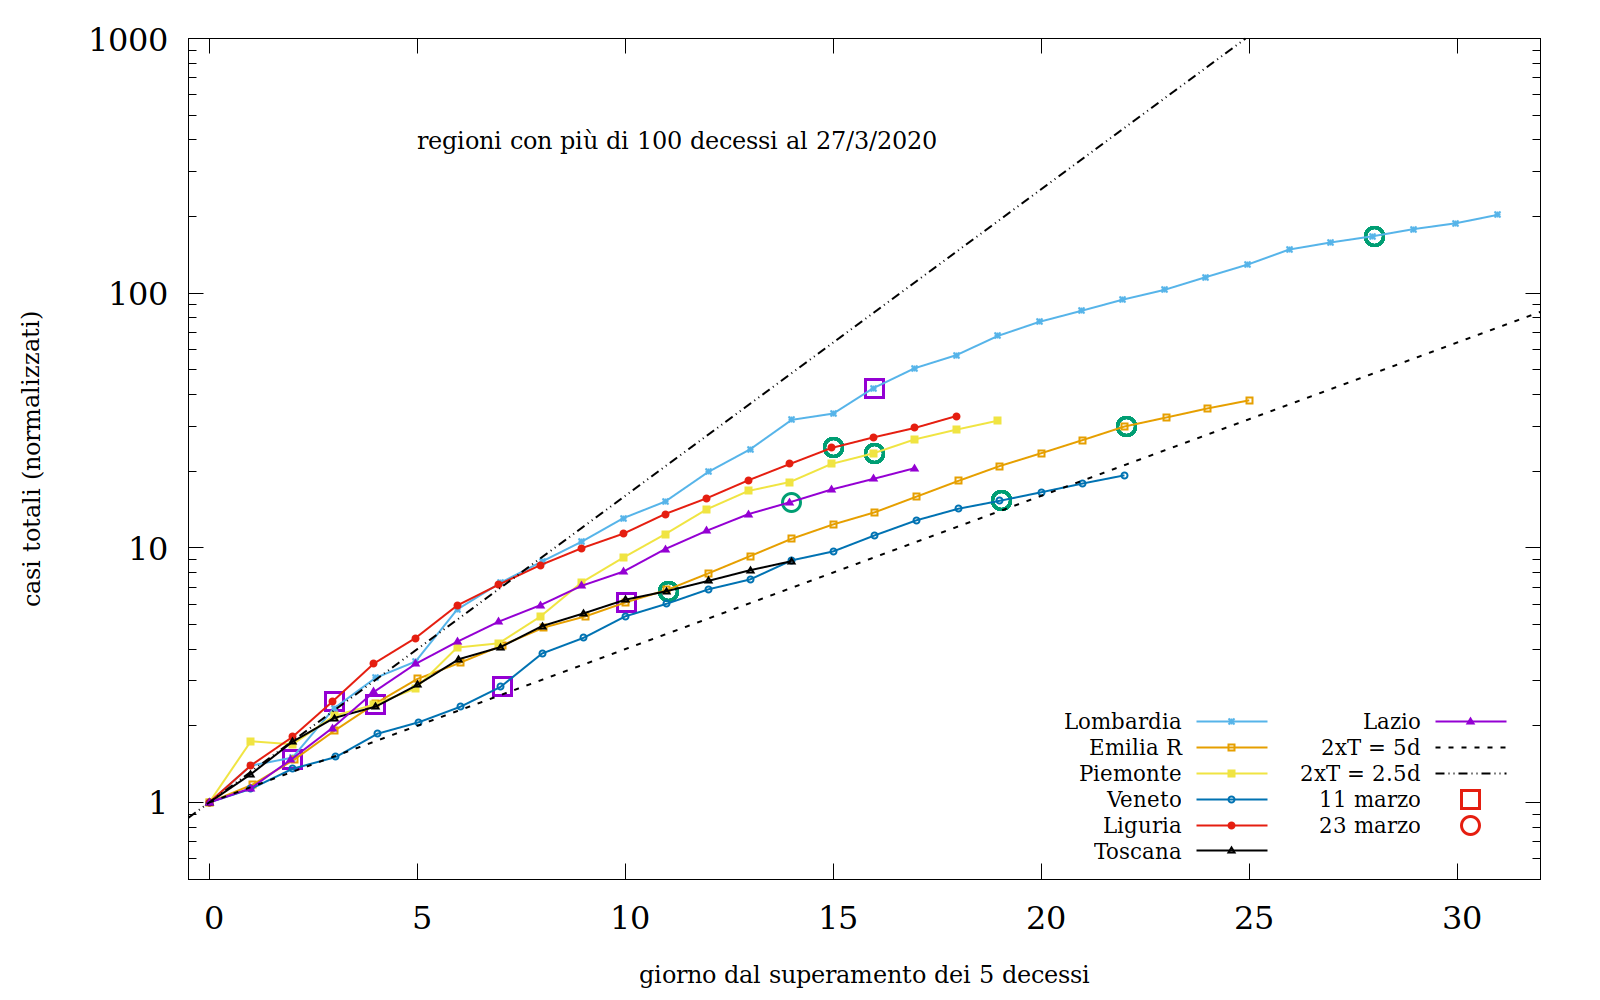 1000
100
10
1
casi totali (normalizzati)
regioni con più di 100 decessi al 27/3/2020
Lombardia
Emilia R
Piemonte
Veneto
Liguria
Toscana
Lazio
2xT = 5d
2xT = 2.5d
11 marzo
23 marzo
0 5 10 15 20 25 30
giorno dal superamento dei 5 decessi